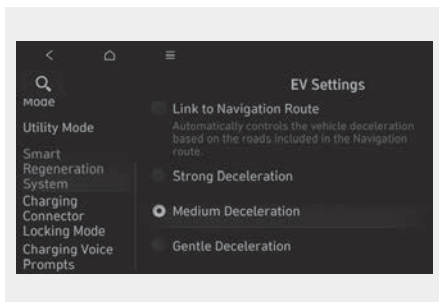 EV Settings
Mode
Utility Mode
Smart
Regeneration
System
Charging
Connector
Locking Mode
Charging Voice
Prompts
Link to Navigation Route
Automatically controls the vehicle deceleration
based on the roads included in the Navigation
route.
Strong Deceleration
Medium Deceleration
Gentle Deceleration